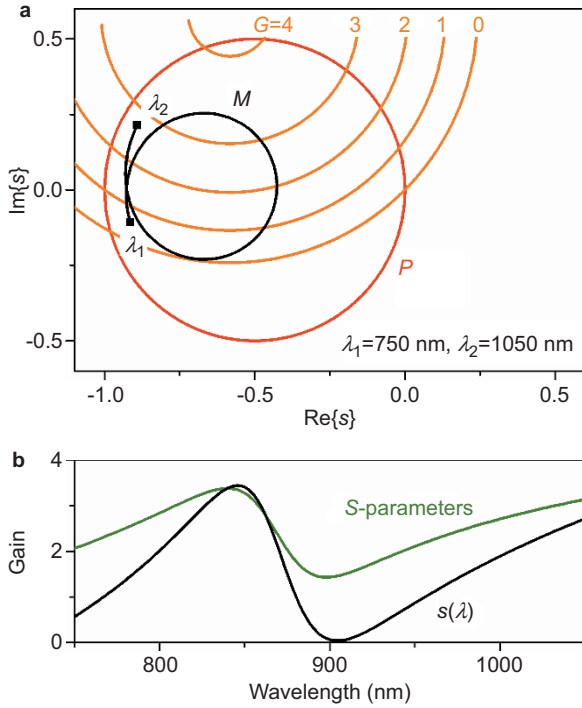 a
G=4 3 2 1 0
0.5
λ2
M
Im{s}
0.0
λ1
P
-0.5
λ1=750 nm, λ2=1050 nm
-1.0 -0.5 0.0 0.5
Re{s}
b
4
S-parameters
Gain
2
s(λ)
0
800 900 1000
Wavelength (nm)